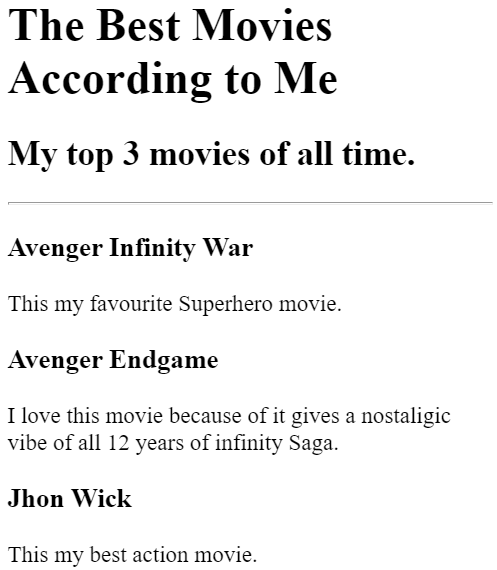 The Best Movies
According to Me
My top 3 movies of all time.
Avenger Infinity War
This my favourite Superhero movie.
Avenger Endgame
I love this movie because of it gives a nostaligic
vibe of all 12 years of infinity Saga.
Jhon Wick
This my best action movie.